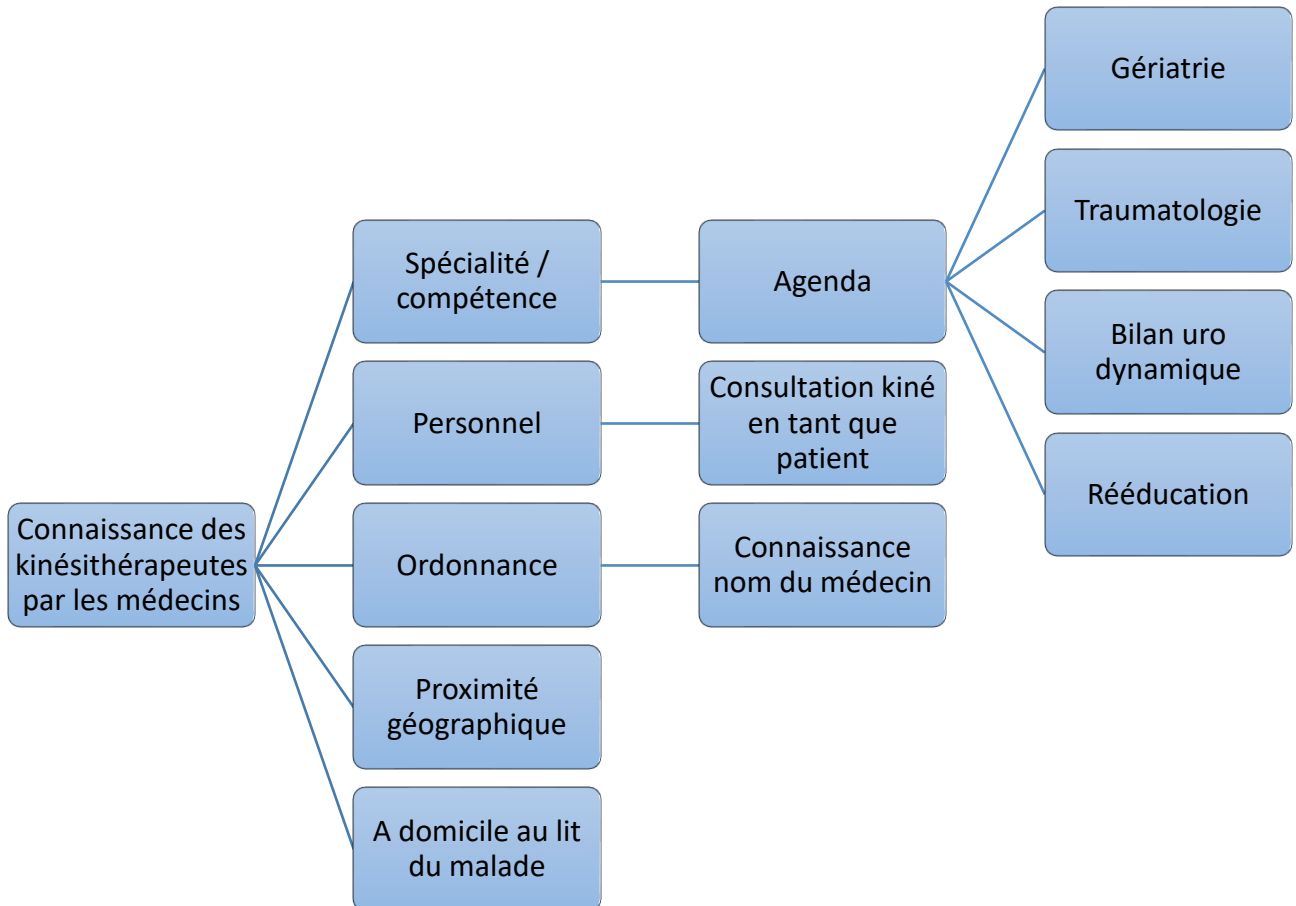 Connaissance des
kinésithérapeutes
par les médecins
Spécialité /
compétence
Personnel
Ordonnance
Proximité
géographique
A domicile au lit
du malade
Agenda
Consultation kiné
en tant que
patient
Connaissance
nom du médecin
Gériatrie
Traumatologie
Bilan uro
dynamique
Rééducation